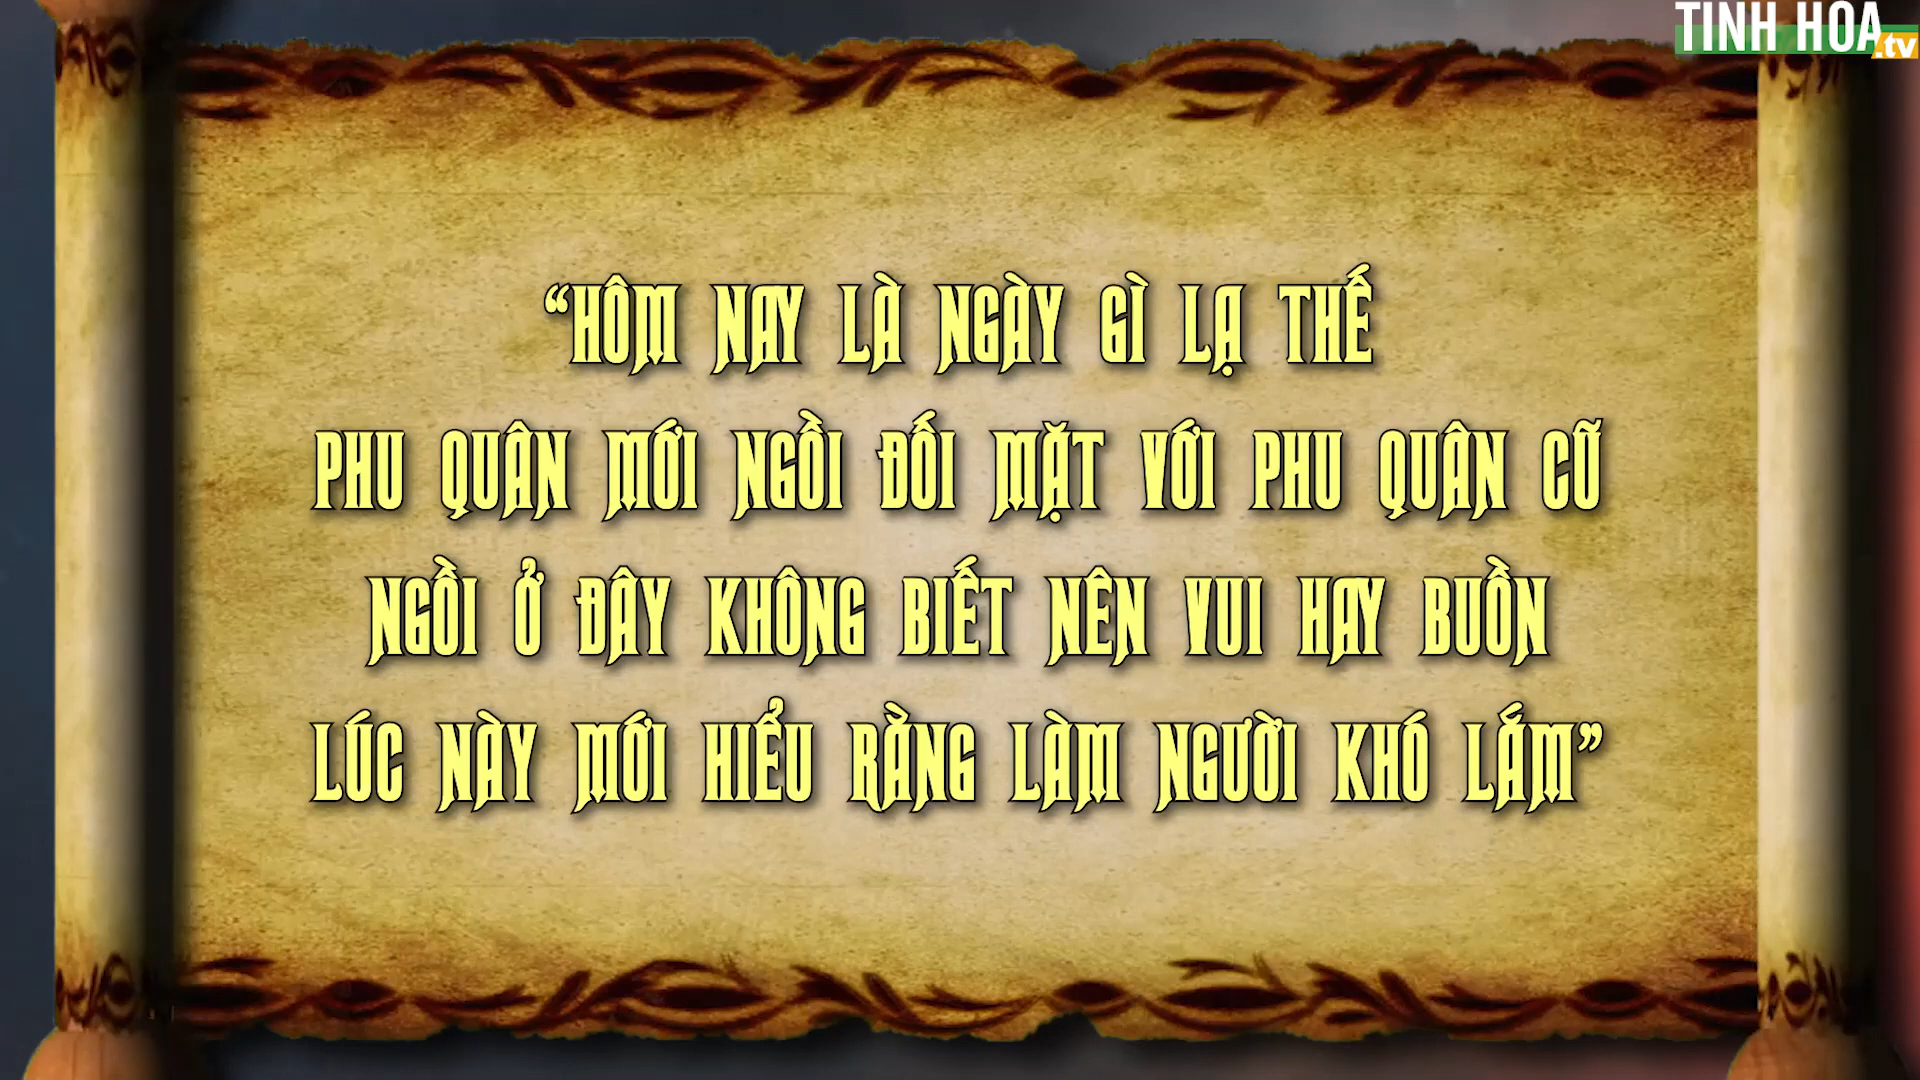 TINH HOA
.tv
“HÔM NAY LÀ NGÀY GÌ LẠ THẾ
PHU QUÂN MỚI NGỒI ĐỐI MẶT VỚI PHU QUÂN CŨ
NGỒI Ở ĐÂY KHÔNG BIẾT NÊN VUI HAY BUỒN
LÚC NÀY MỚI HIỂU RẰNG LÀM NGƯỜI KHÓ LẮM”